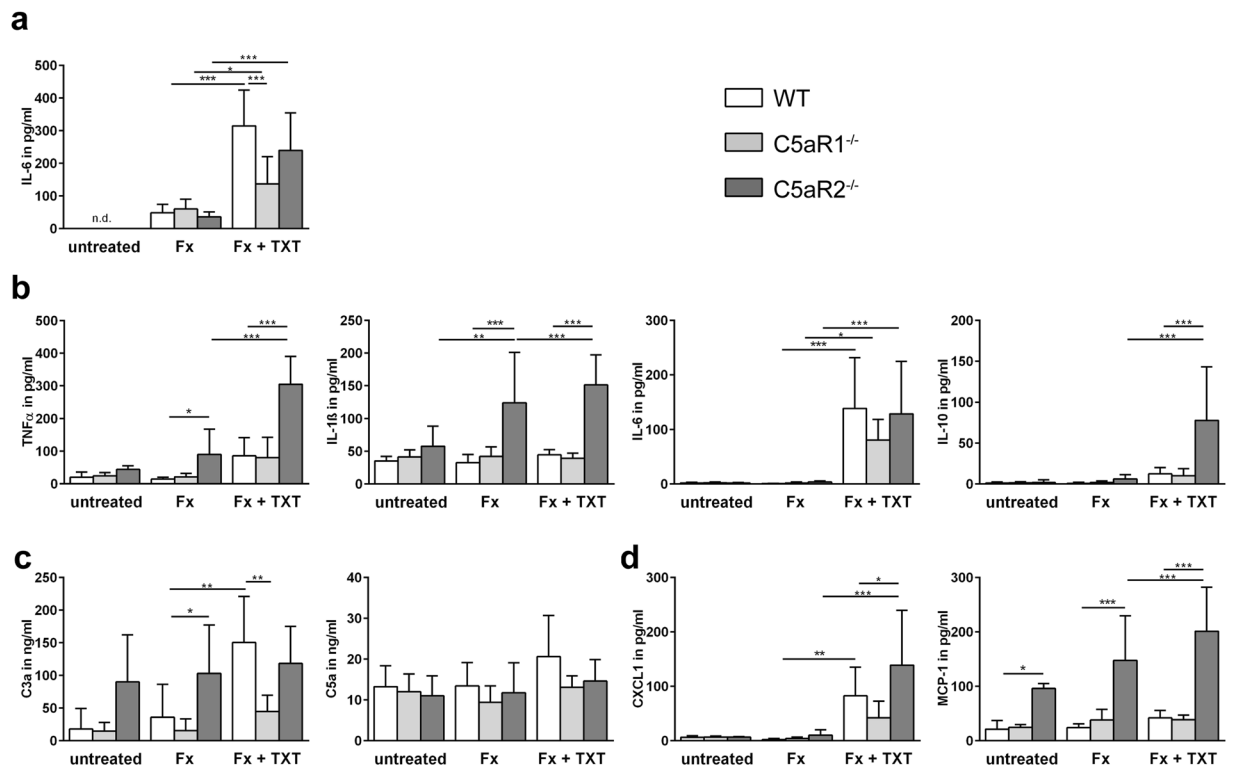 a
IL-6 in pg/ml
500
400
300
200
100
0
n.d.
***
*
***
***
untreated
Fx
Fx + TXT
WT
C5aR1-/-
C5aR2-/-
b
TNFα in pg/ml
500
400
300
200
100
0
*
***
***
untreated
Fx
Fx + TXT
IL-1ß in pg/ml
250
200
150
100
50
0
***
**
***
***
untreated
Fx
Fx + TXT
IL-6 in pg/ml
300
200
100
0
***
*
***
untreated
Fx
Fx + TXT
IL-10 in pg/ml
200
150
100
50
0
***
***
untreated
Fx
Fx + TXT
c
C3a in ng/ml
250
200
150
100
50
0
**
**
*
untreated
Fx
Fx + TXT
C5a in ng/ml
40
30
20
10
0
untreated
Fx
Fx + TXT
d
CXCL1 in pg/ml
300
200
100
0
*
***
**
untreated
Fx
Fx + TXT
MCP-1 in pg/ml
300
200
100
0
***
***
***
*
untreated
Fx
Fx + TXT